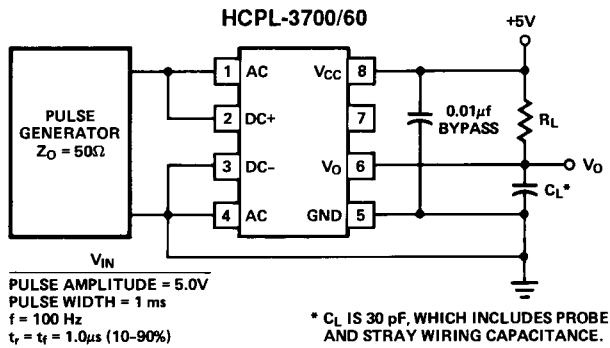 HCPL-3700/60
+5V
1 AC VCC 8
2 DC+ 7
3 DC– VO 6
4 AC GND 5
PULSE
GENERATOR
ZO = 50Ω
0.01μf
BYPASS
RL
VO
CL*
VIN
PULSE AMPLITUDE = 5.0V
PULSE WIDTH = 1 ms
f = 100 Hz
tr = tf = 1.0μs (10–90%)
* CL IS 30 pF, WHICH INCLUDES PROBE
AND STRAY WIRING CAPACITANCE.